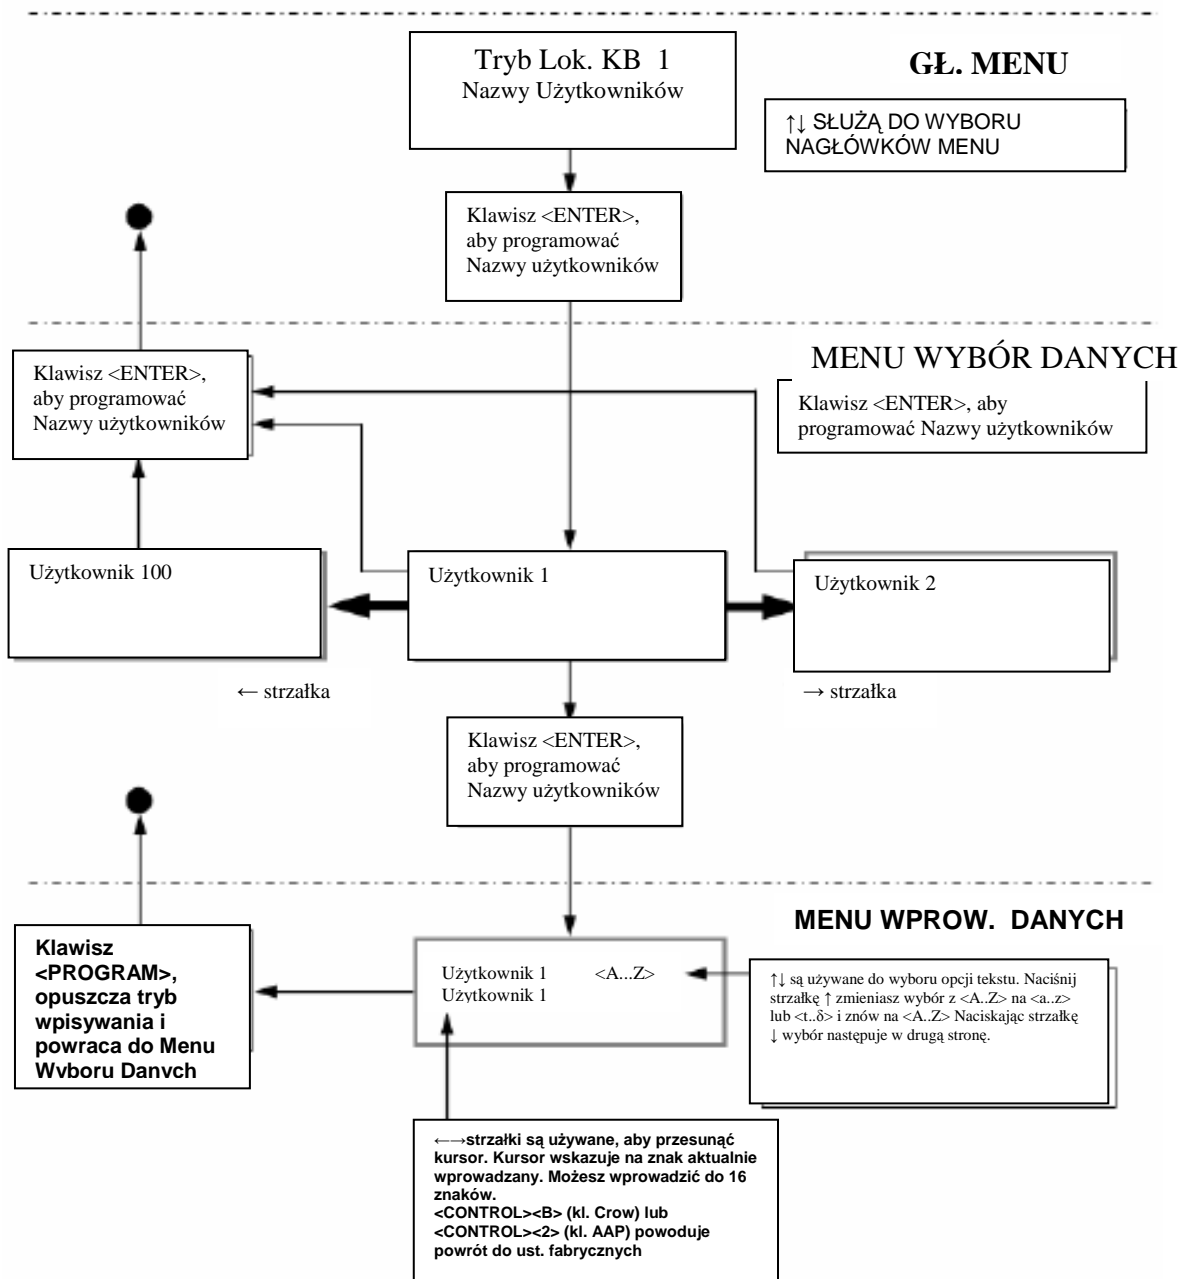 Tryb Lok. KB 1
Nazwy Użytkowników
GŁ. MENU
↑↓ SŁUŻĄ DO WYBORU
NAGŁÓWKÓW MENU
Klawisz <ENTER>,
aby programować
Nazwy użytkowników
MENU WYBÓR DANYCH
Klawisz <ENTER>, aby
programować Nazwy użytkowników
Klawisz <ENTER>,
aby programować
Nazwy użytkowników
Użytkownik 100
Użytkownik 1
Użytkownik 2
← strzałka
→ strzałka
Klawisz <ENTER>,
aby programować
Nazwy użytkowników
MENU WPROW. DANYCH
Klawisz
<PROGRAM>,
opuszcza tryb
wpisywania i
powraca do Menu
Wyboru Danych
Użytkownik 1 <A...Z>
Użytkownik 1
↑↓ są używane do wyboru opcji tekstu. Naciśnij
strzałkę ↑ zmieniasz wybór z <A..Z> na <a..z>
lub <t..δ> i znów na <A..Z> Naciskając strzałkę
↓ wybór następuje w drugą stronę.
←→strzałki są używane, aby przesunąć
kursor. Kursor wskazuje na znak aktualnie
wprowadzany. Możesz wprowadzić do 16
znaków.
<CONTROL><B> (kl. Crow) lub
<CONTROL><2> (kl. AAP) powoduje
powrót do ust. fabrycznych